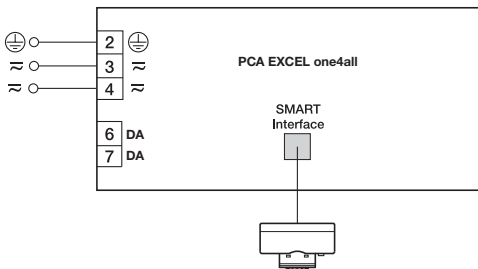 2
3
PCA EXCEL one4all
4
SMART
Interface
6 DA
7 DA